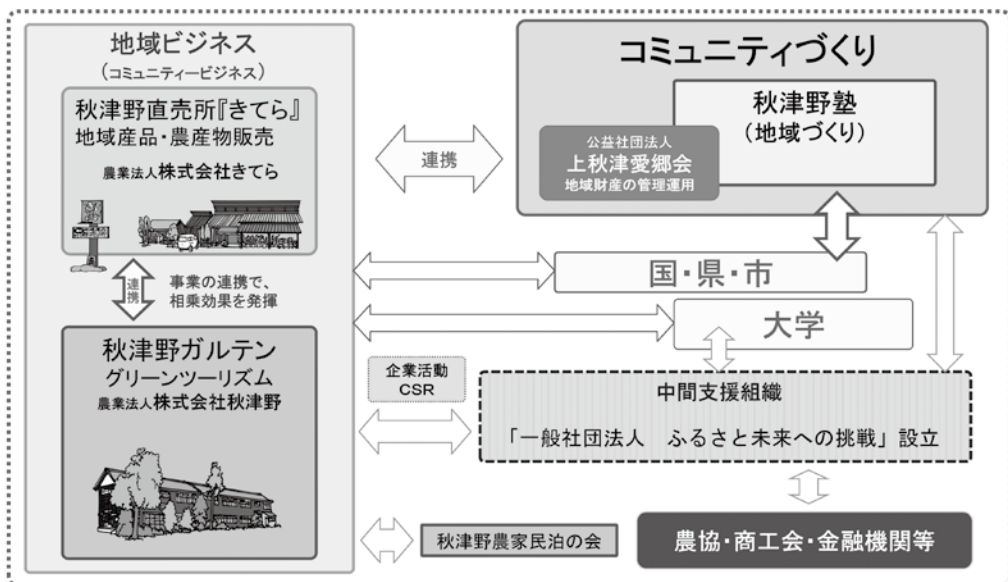 地域ビジネス
(コミュニティービジネス)
秋津野直売所『きてら』
地域産品・農産物販売
農業法人株式会社きてら
連携
事業の連携で、
相乗効果を発揮
秋津野ガルテン
グリーンツーリズム
農業法人株式会社秋津野
連携
コミュニティづくり
秋津野塾
(地域づくり)
公益社団法人
上秋津愛郷会
地域財産の管理運用
国・県・市
大学
企業活動
CSR
中間支援組織
「一般社団法人　ふるさと未来への挑戦」設立
秋津野農家民泊の会
農協・商工会・金融機関等